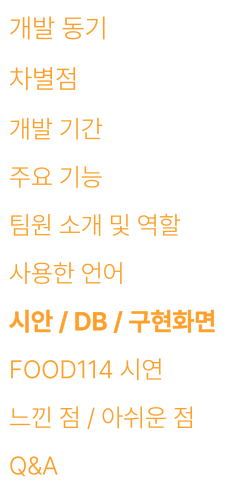 개발 동기
차별점
개발 기간
주요 기능
팀원 소개 및 역할
사용한 언어
시안 / DB / 구현화면
FOOD114 시연
느낀 점 / 아쉬운 점
Q&A